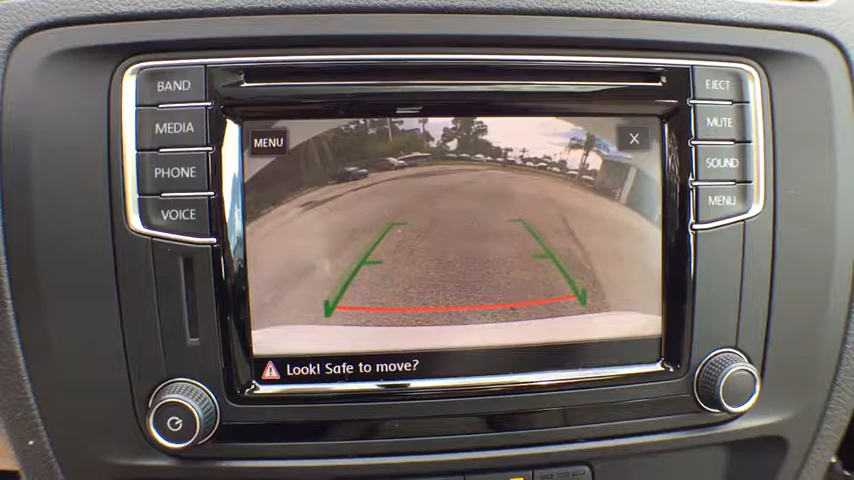 BAND
MEDIA
PHONE
VOICE
MENU
X
EJECT
MUTE
SOUND
MENU
Look! Safe to move?